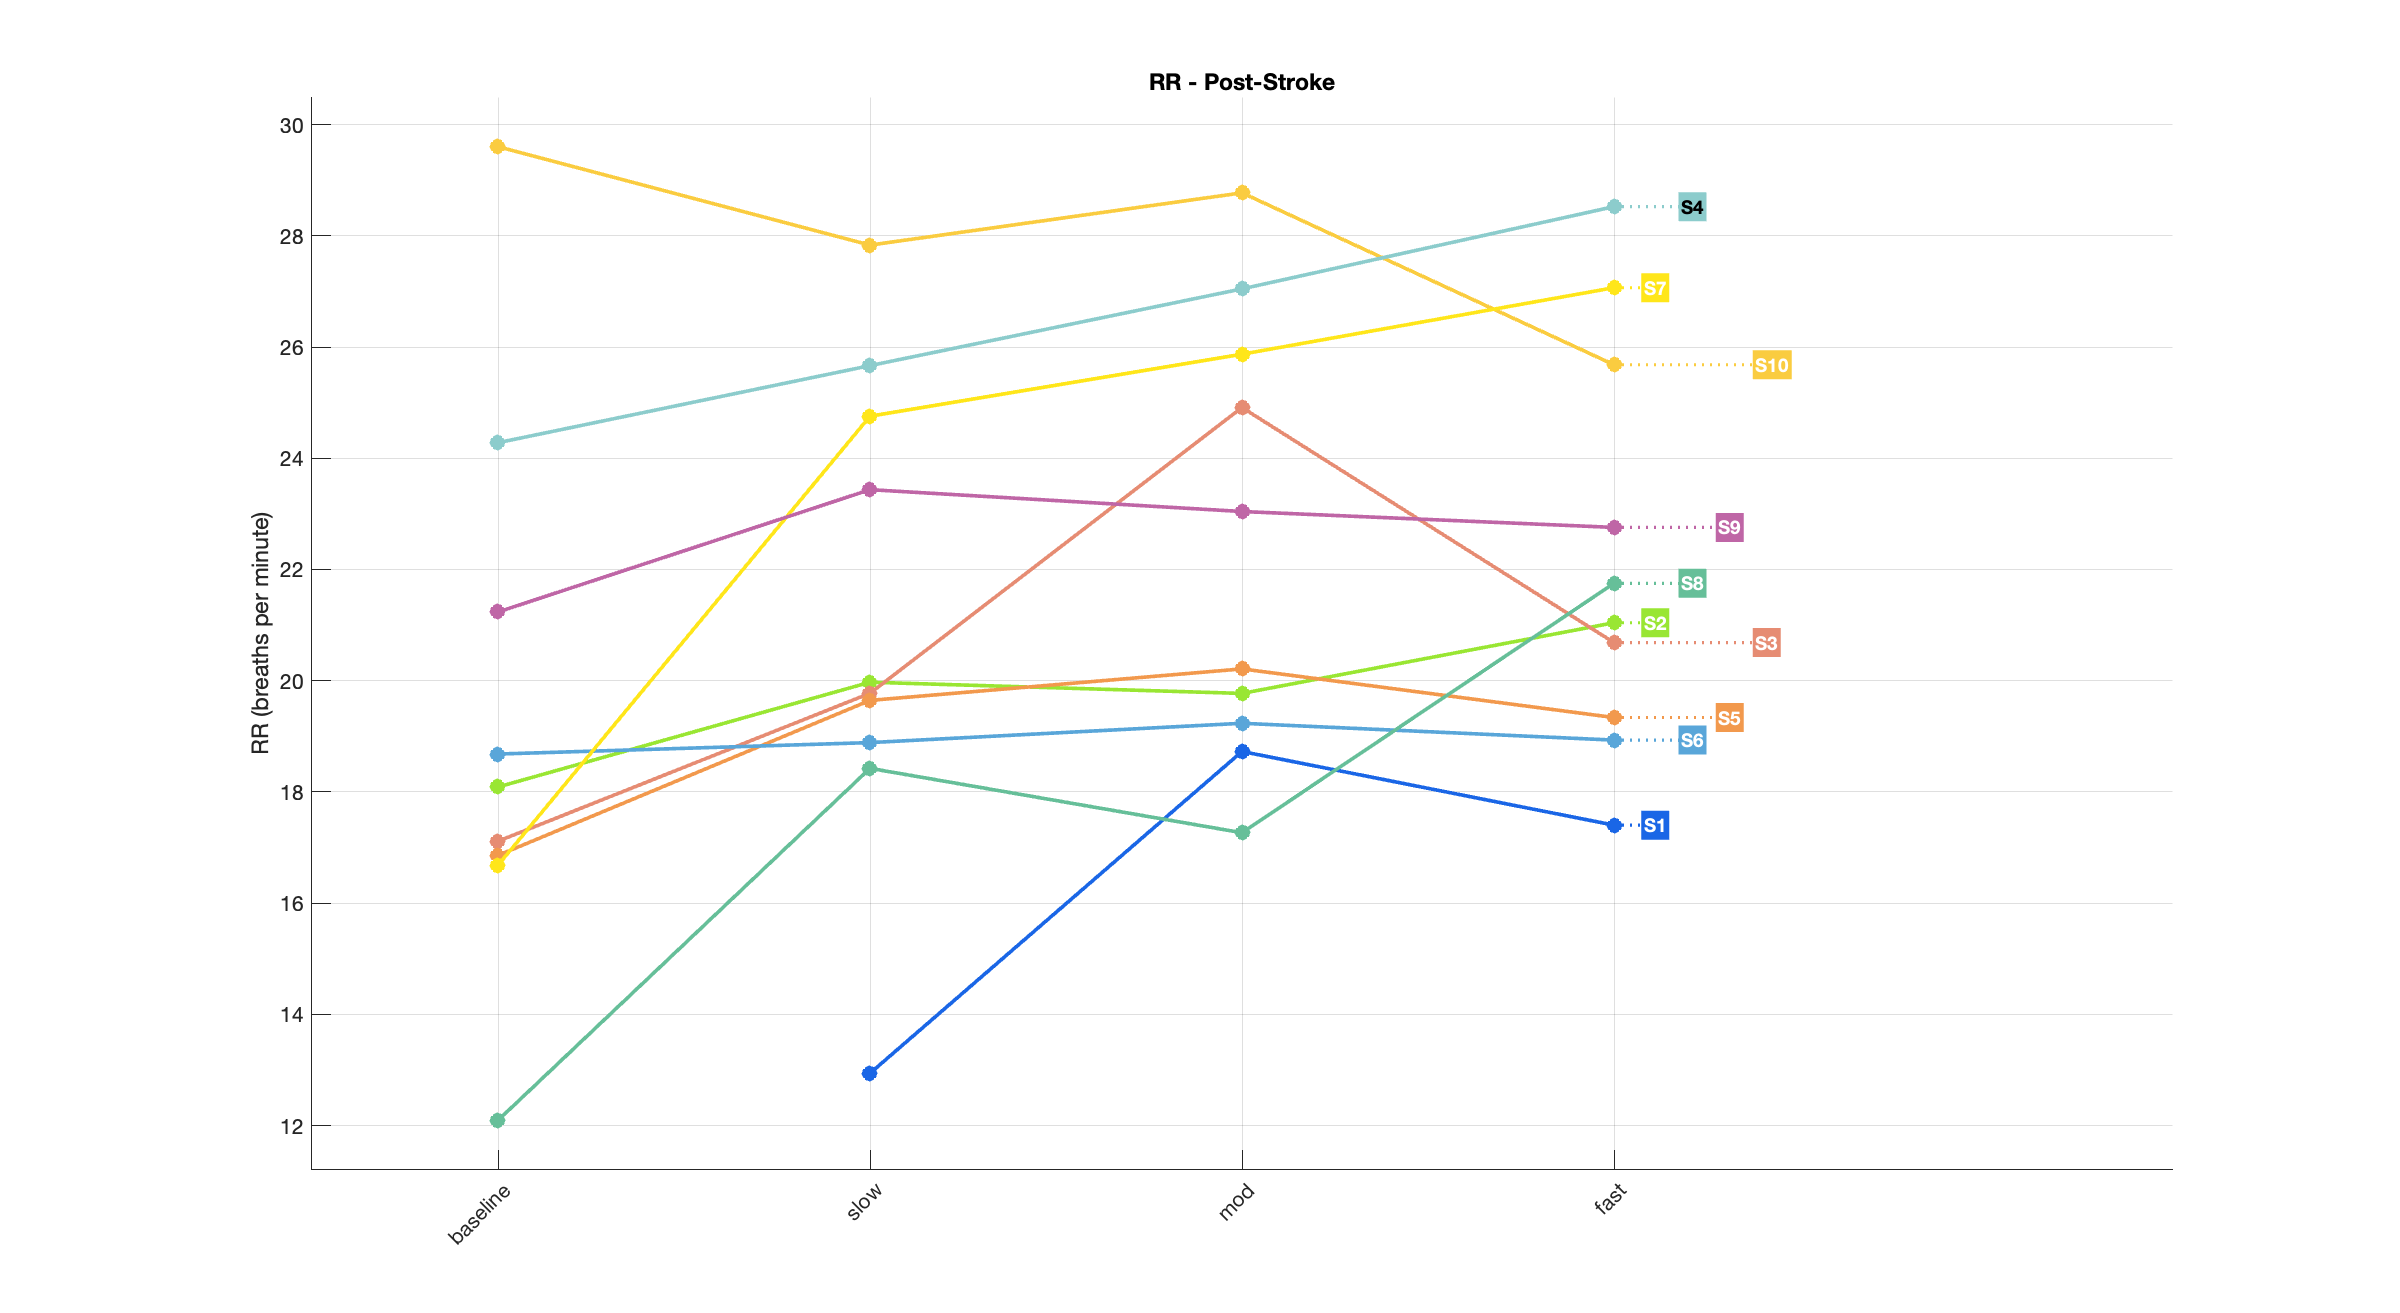 RR - Post-Stroke
RR (breaths per minute)
30
28
26
24
22
20
18
16
14
12
S4
S7
S10
S9
S8
S2
S3
S5
S6
S1
baseline
slow
mod
fast